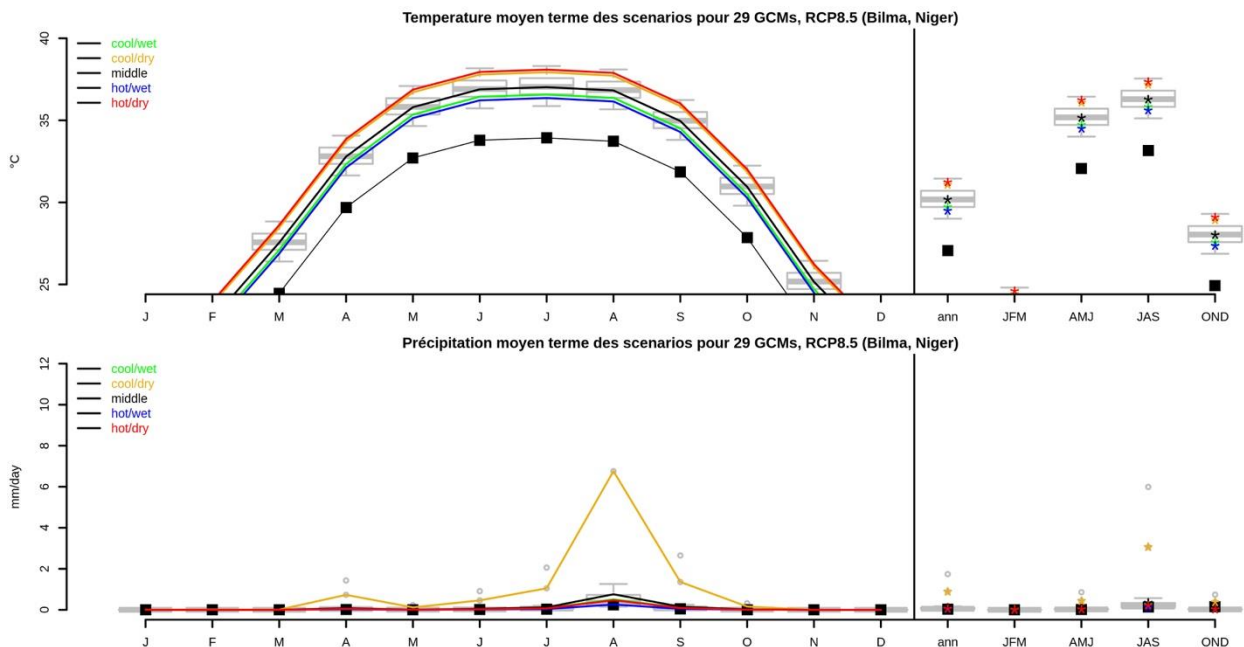 Temperature moyen terme des scenarios pour 29 GCMs, RCP8.5 (Bilma, Niger)
cool/wet
cool/dry
middle
hot/wet
hot/dry
°C
40
35
30
25
J F M A M J J A S O N D ann JFM AMJ JAS OND
Précipitation moyen terme des scenarios pour 29 GCMs, RCP8.5 (Bilma, Niger)
cool/wet
cool/dry
middle
hot/wet
hot/dry
mm/day
12
10
8
6
4
2
0
J F M A M J J A S O N D ann JFM AMJ JAS OND